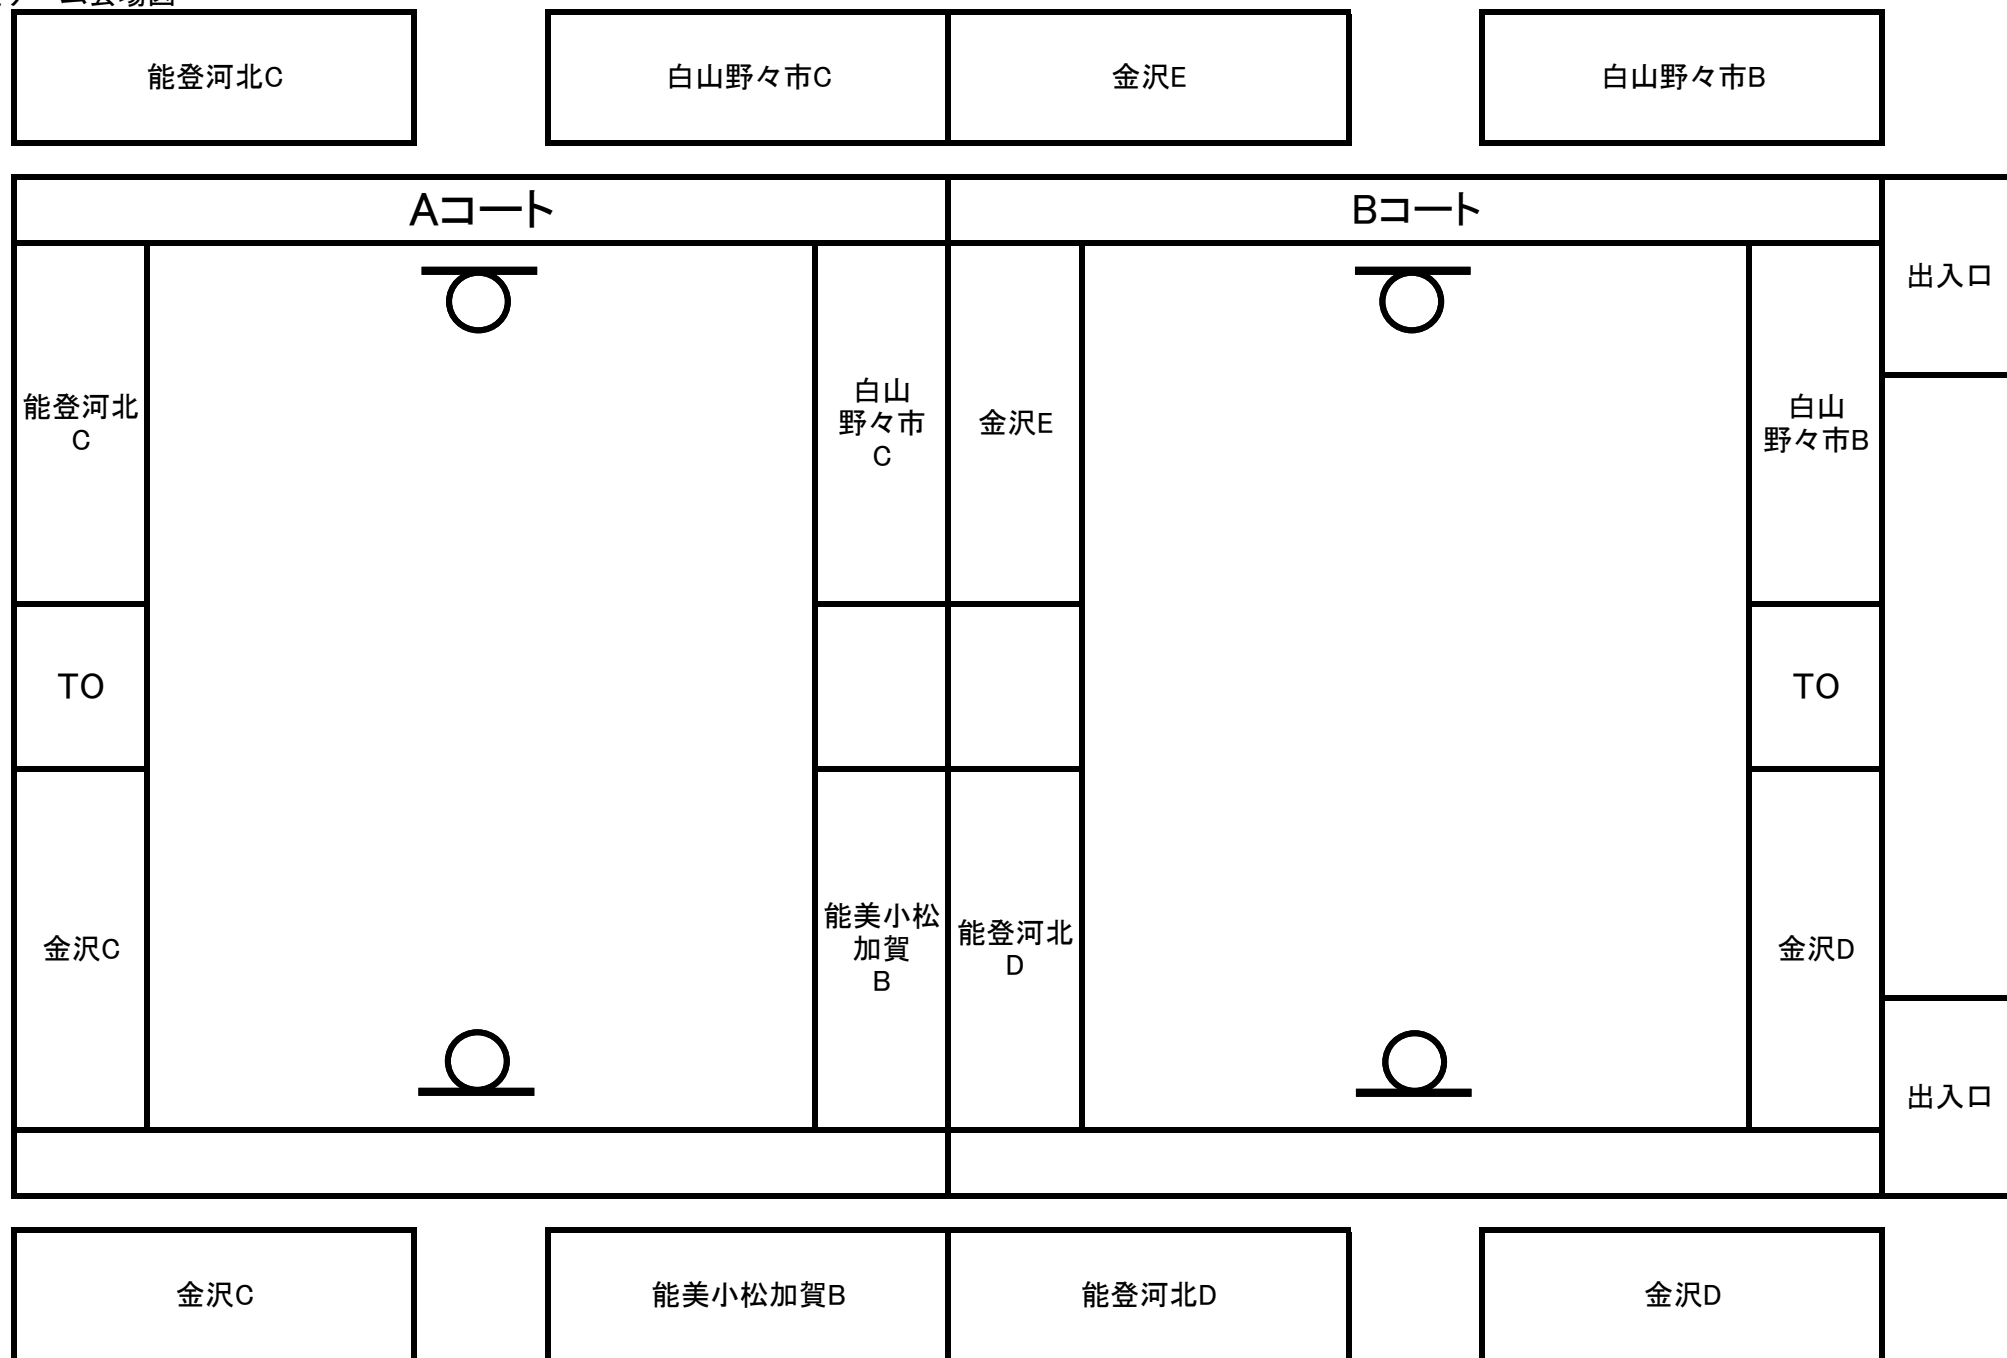 能登河北C
白山野々市C
金沢E
白山野々市B
Aコート
Bコート
出入口
能登河北
C
白山
野々市
C
金沢E
白山
野々市B
TO
TO
金沢C
能美小松
加賀
B
能登河北
D
金沢D
出入口
金沢C
能美小松加賀B
能登河北D
金沢D